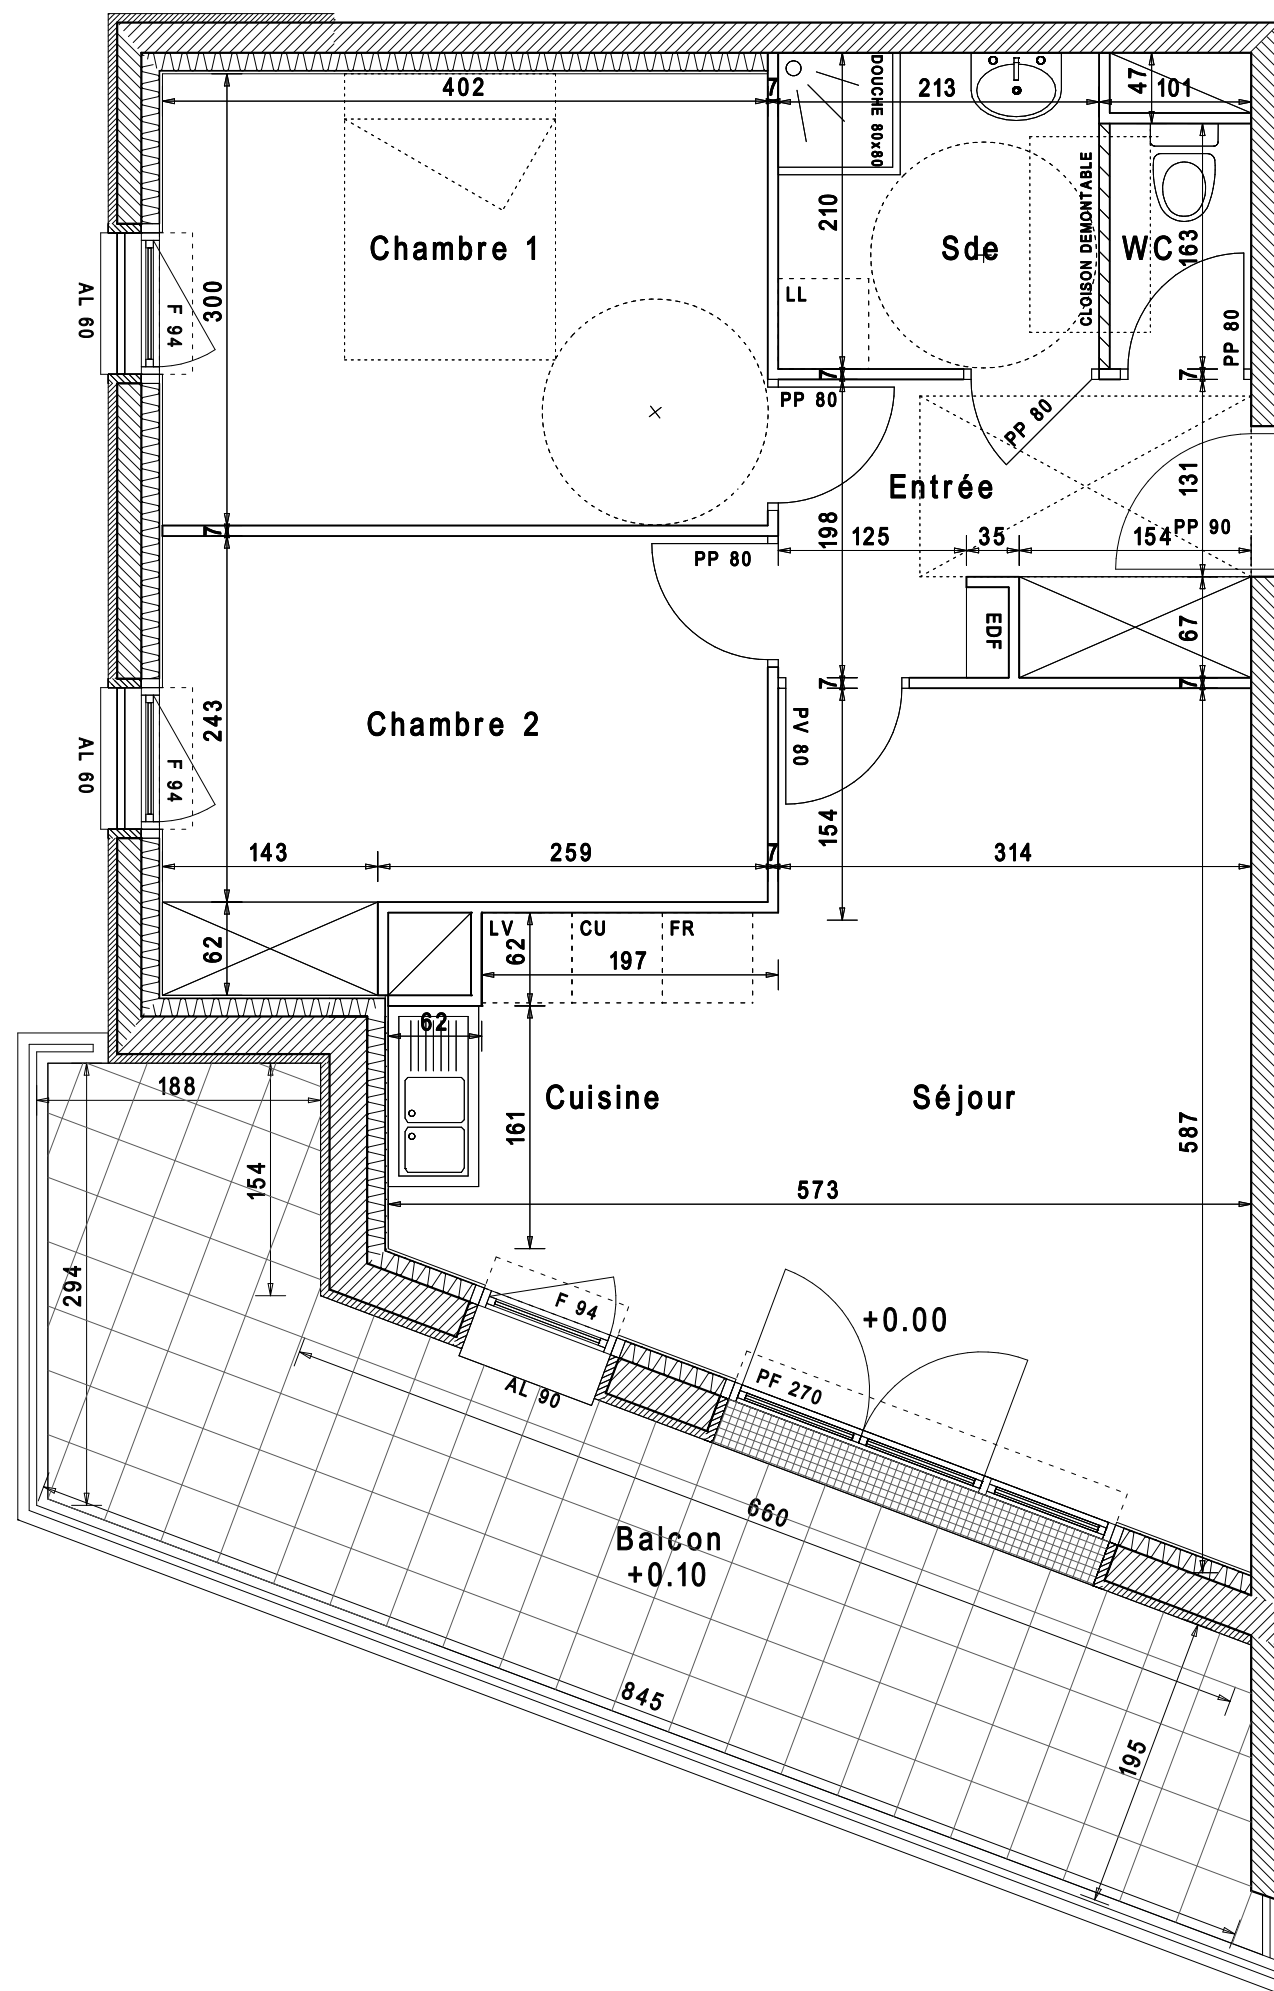 402
7
213
47
101
DOUCHE 80x80
210
CLOISON DEMONTABLE
Chambre 1
Sde
WC
163
LL
300
AL 60
F 94
PP 80
7
7
PP 80
PP 80
Entrée
131
198
125
35
154
PP 90
7
PP 80
EDF
67
7
7
243
Chambre 2
PV 80
AL 60
F 94
154
143
259
7
314
62
LV
CU
FR
62
197
62
188
Cuisine
Séjour
161
587
154
573
294
F 94
+0.00
AL 90
PF 270
660
Balcon
+0.10
845
195